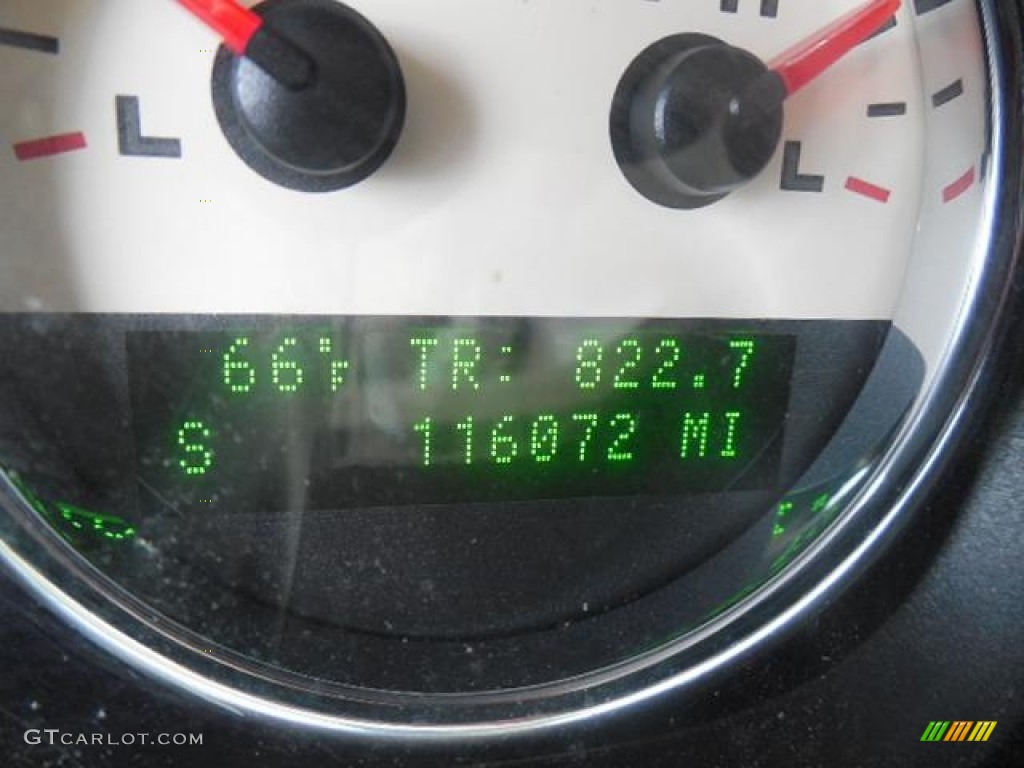 L
L
66°F TR: 822.7
S 116072 MI
GTCARLOT.COM